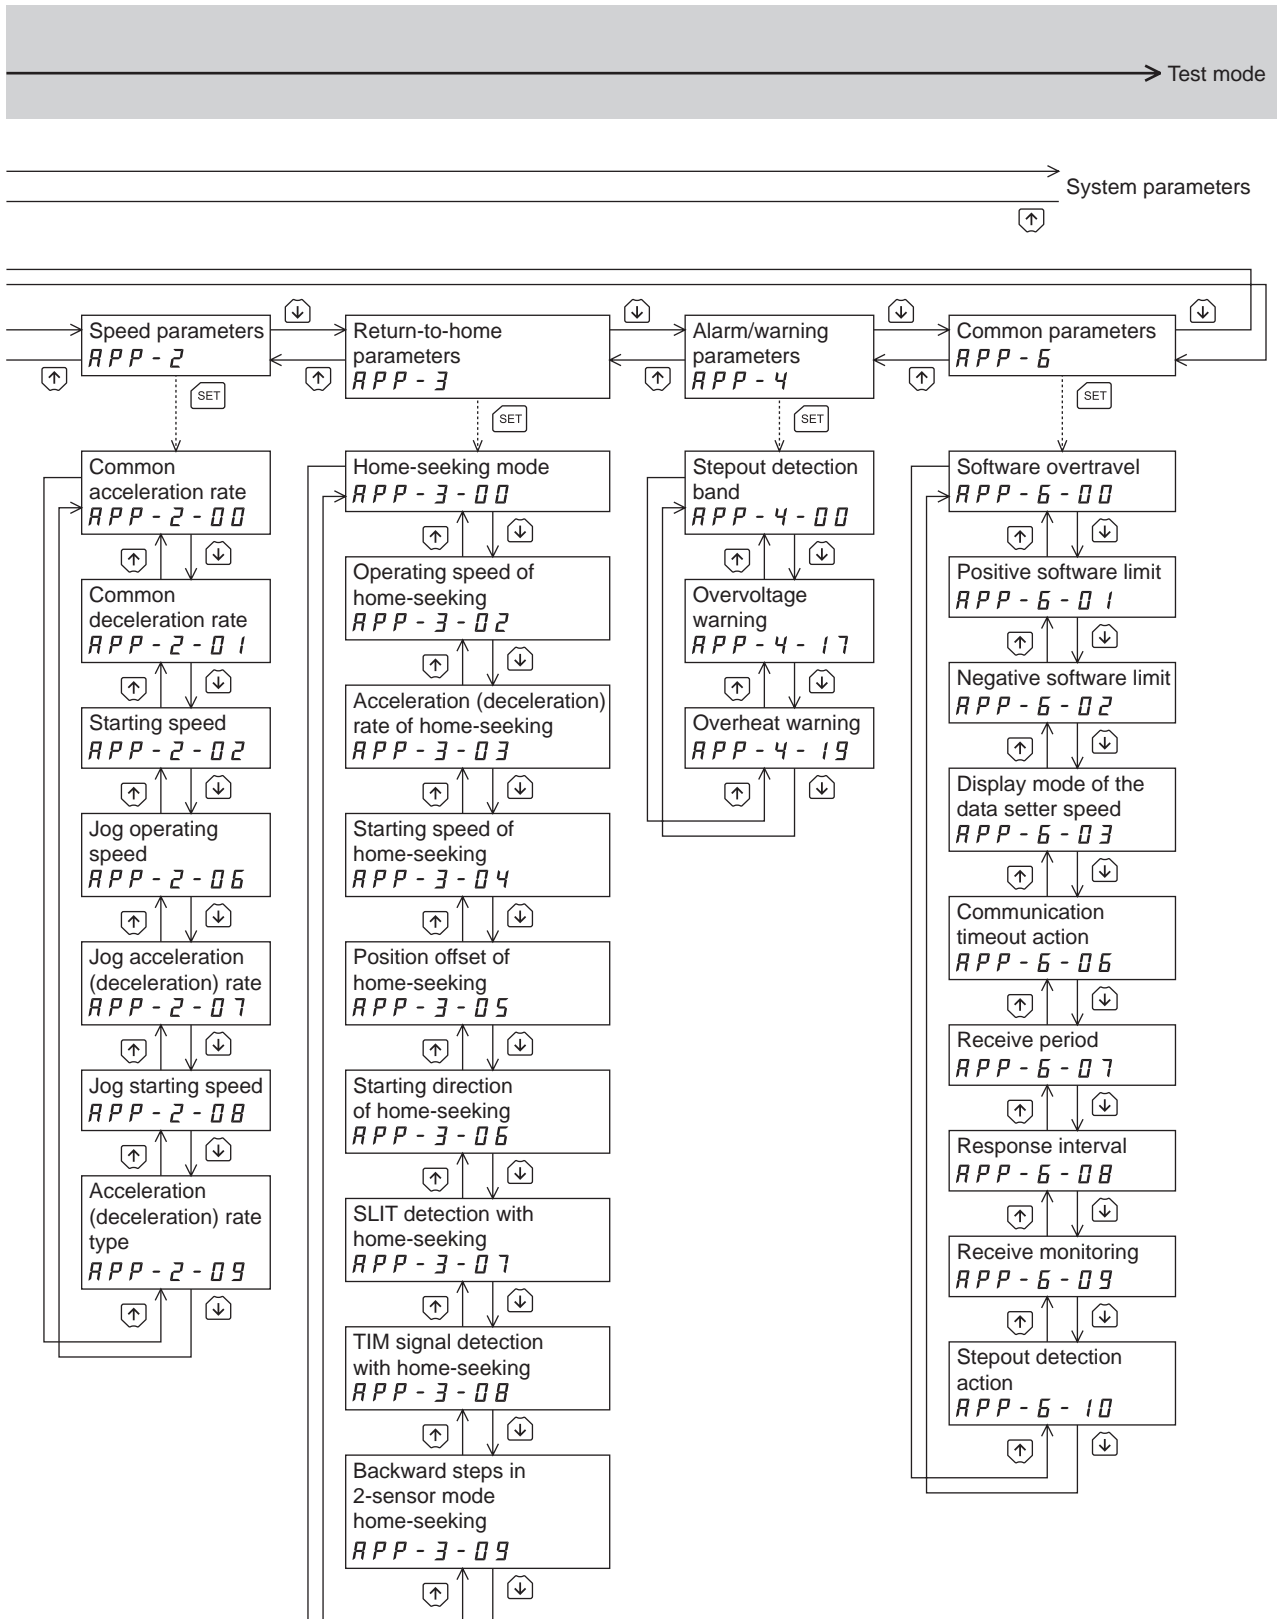 Test mode
System parameters
Speed parameters
APP-2
Return-to-home
parameters
APP-3
Alarm/warning
parameters
APP-4
Common parameters
APP-6
SET
SET
SET
SET
Common
acceleration rate
APP-2-00
Common
deceleration rate
APP-2-01
Starting speed
APP-2-02
Jog operating
speed
APP-2-06
Jog acceleration
(deceleration) rate
APP-2-07
Jog starting speed
APP-2-08
Acceleration
(deceleration) rate
type
APP-2-09
Home-seeking mode
APP-3-00
Operating speed of
home-seeking
APP-3-02
Acceleration (deceleration)
rate of home-seeking
APP-3-03
Starting speed of
home-seeking
APP-3-04
Position offset of
home-seeking
APP-3-05
Starting direction
of home-seeking
APP-3-06
SLIT detection with
home-seeking
APP-3-07
TIM signal detection
with home-seeking
APP-3-08
Backward steps in
2-sensor mode
home-seeking
APP-3-09
Stepout detection
band
APP-4-00
Overvoltage
warning
APP-4-17
Overheat warning
APP-4-19
Software overtravel
APP-6-00
Positive software limit
APP-6-01
Negative software limit
APP-6-02
Display mode of the
data setter speed
APP-6-03
Communication
timeout action
APP-6-06
Receive period
APP-6-07
Response interval
APP-6-08
Receive monitoring
APP-6-09
Stepout detection
action
APP-6-10